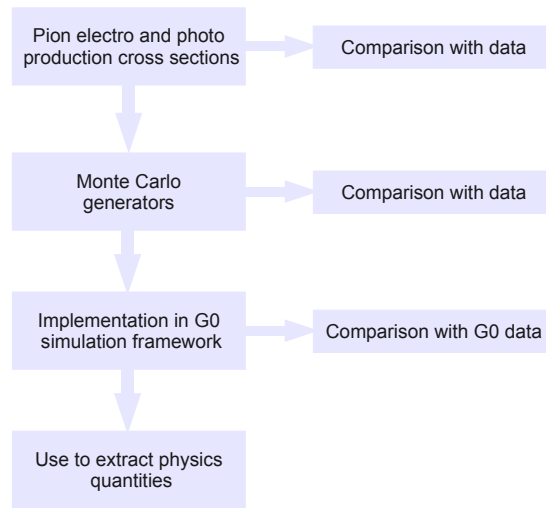 Pion electro and photo
production cross sections
Comparison with data
Monte Carlo
generators
Comparison with data
Implementation in G0
simulation framework
Comparison with G0 data
Use to extract physics
quantities